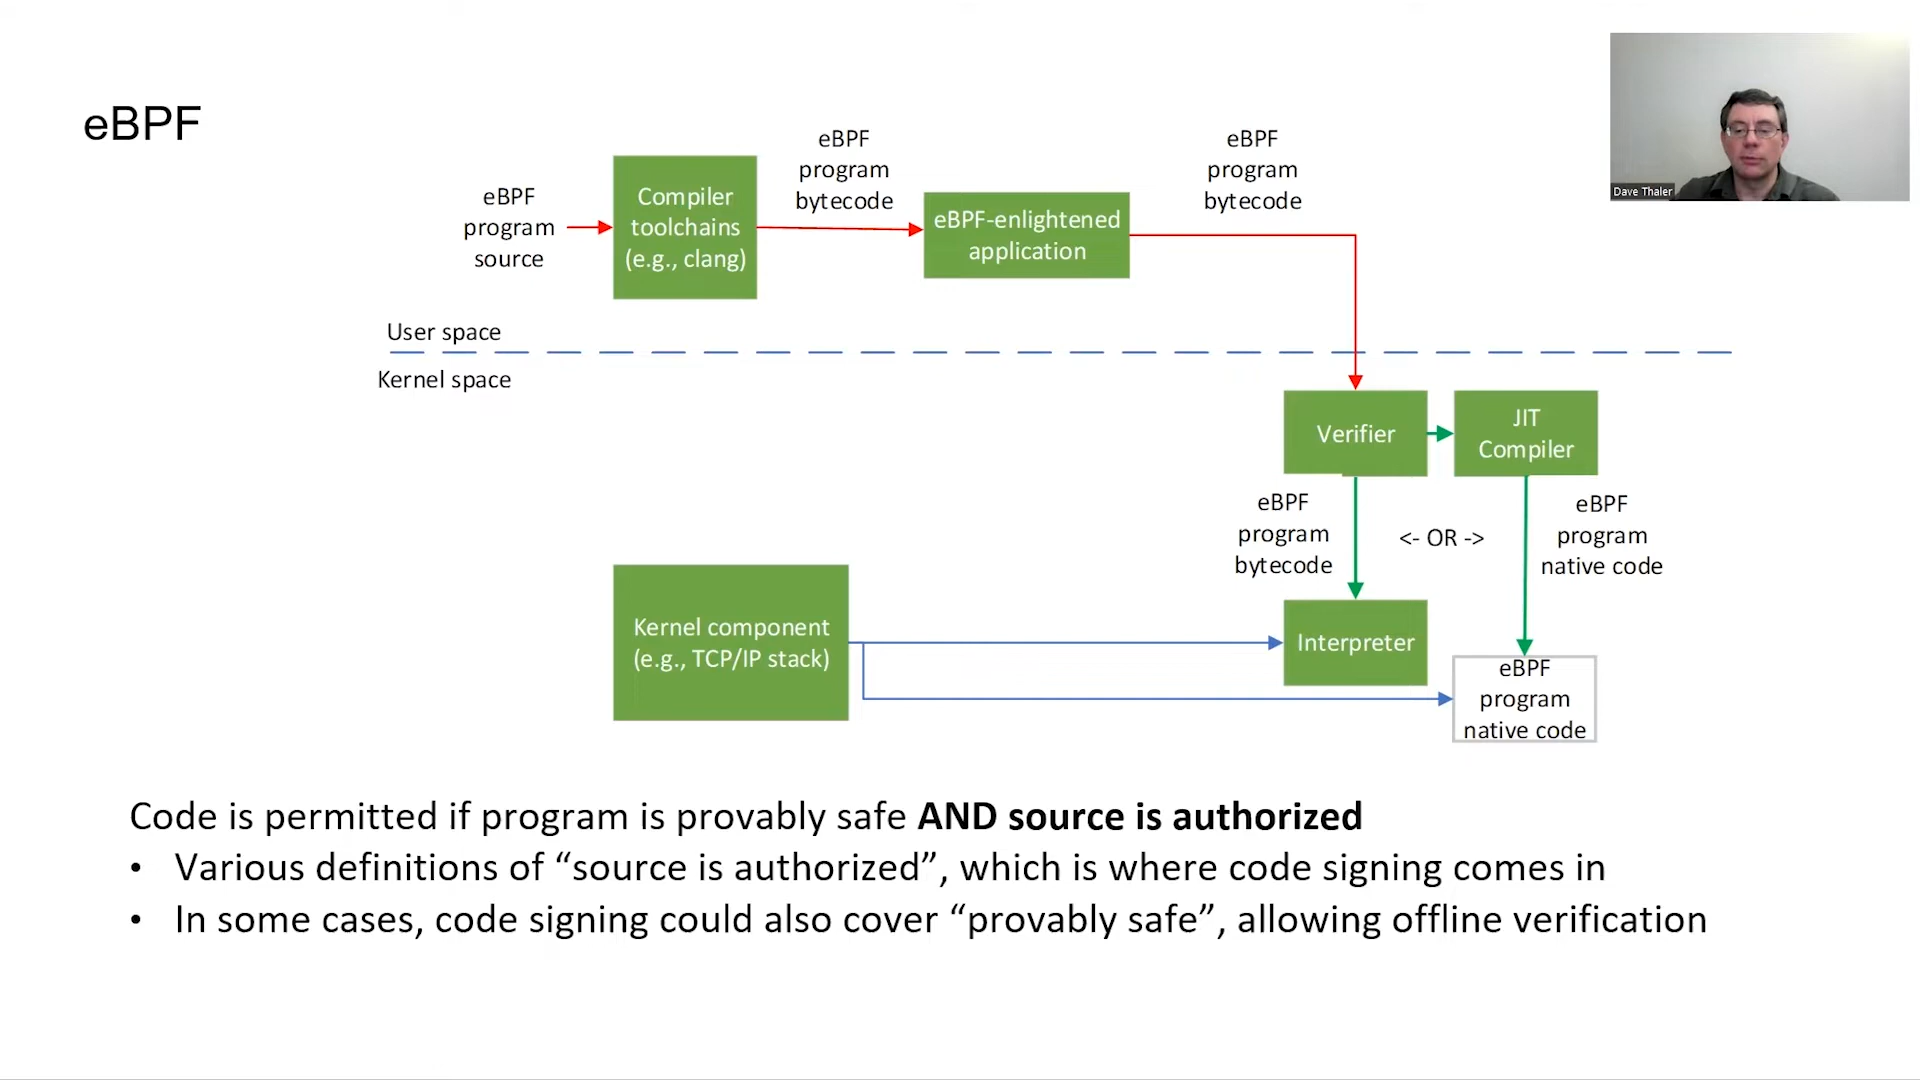 eBPF
eBPF
program
source
Compiler
toolchains
(e.g., clang)
eBPF
program
bytecode
eBPF-enlightened
application
eBPF
program
bytecode
Dave Thaler
User space
Kernel space
Verifier
JIT
Compiler
eBPF
program
bytecode
<- OR ->
eBPF
program
native code
Kernel component
(e.g., TCP/IP stack)
Interpreter
eBPF
program
native code
Code is permitted if program is provably safe AND source is authorized
• Various definitions of “source is authorized”, which is where code signing comes in
• In some cases, code signing could also cover “provably safe”, allowing offline verification